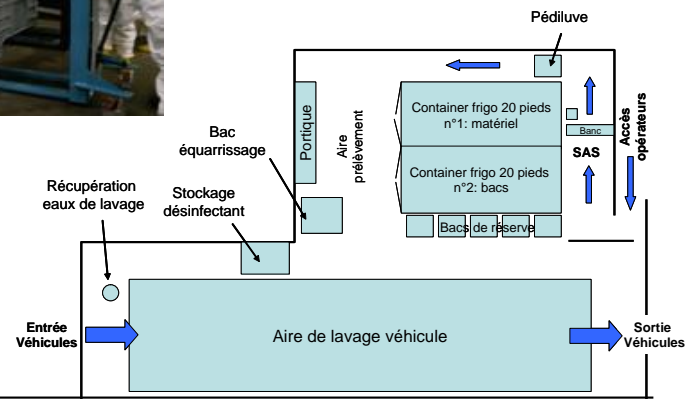 Pédiluve
Container frigo 20 pieds
n°1: matériel
Portique
Aire
prélèvement
Banc
Accès
opérateurs
SAS
Bac
équarrissage
Container frigo 20 pieds
n°2: bacs
Récupération
eaux de lavage
Stockage
désinfectant
Bacs de réserve
Entrée
Véhicules
Aire de lavage véhicule
Sortie
Véhicules